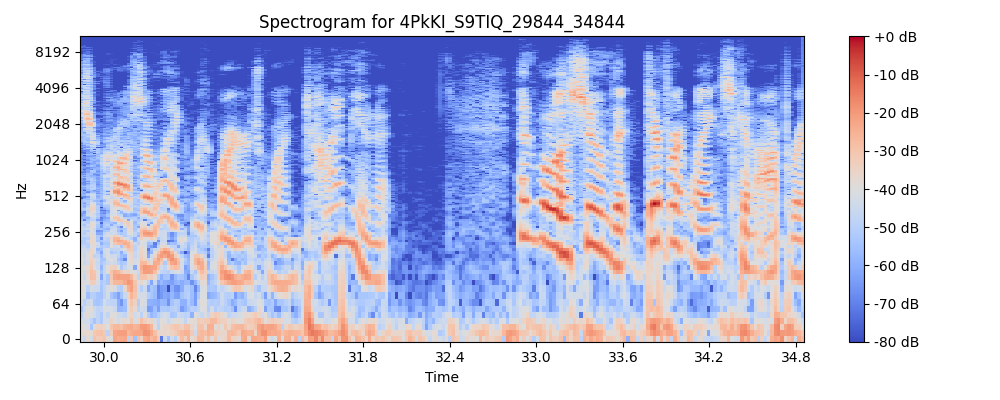 Spectrogram for 4PkKI_S9TIQ_29844_34844
Hz
8192
4096
2048
1024
512
256
128
64
0
30.0 30.6 31.2 31.8 32.4 33.0 33.6 34.2 34.8
Time
+0 dB
-10 dB
-20 dB
-30 dB
-40 dB
-50 dB
-60 dB
-70 dB
-80 dB